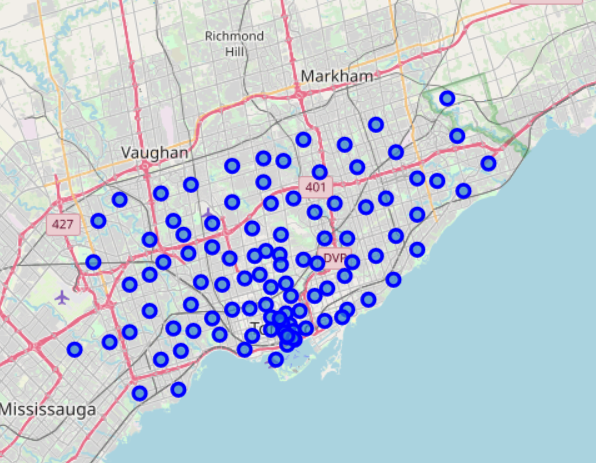 Richmond
Hill
Markham
Vaughan
401
427
DVP
To
Mississauga